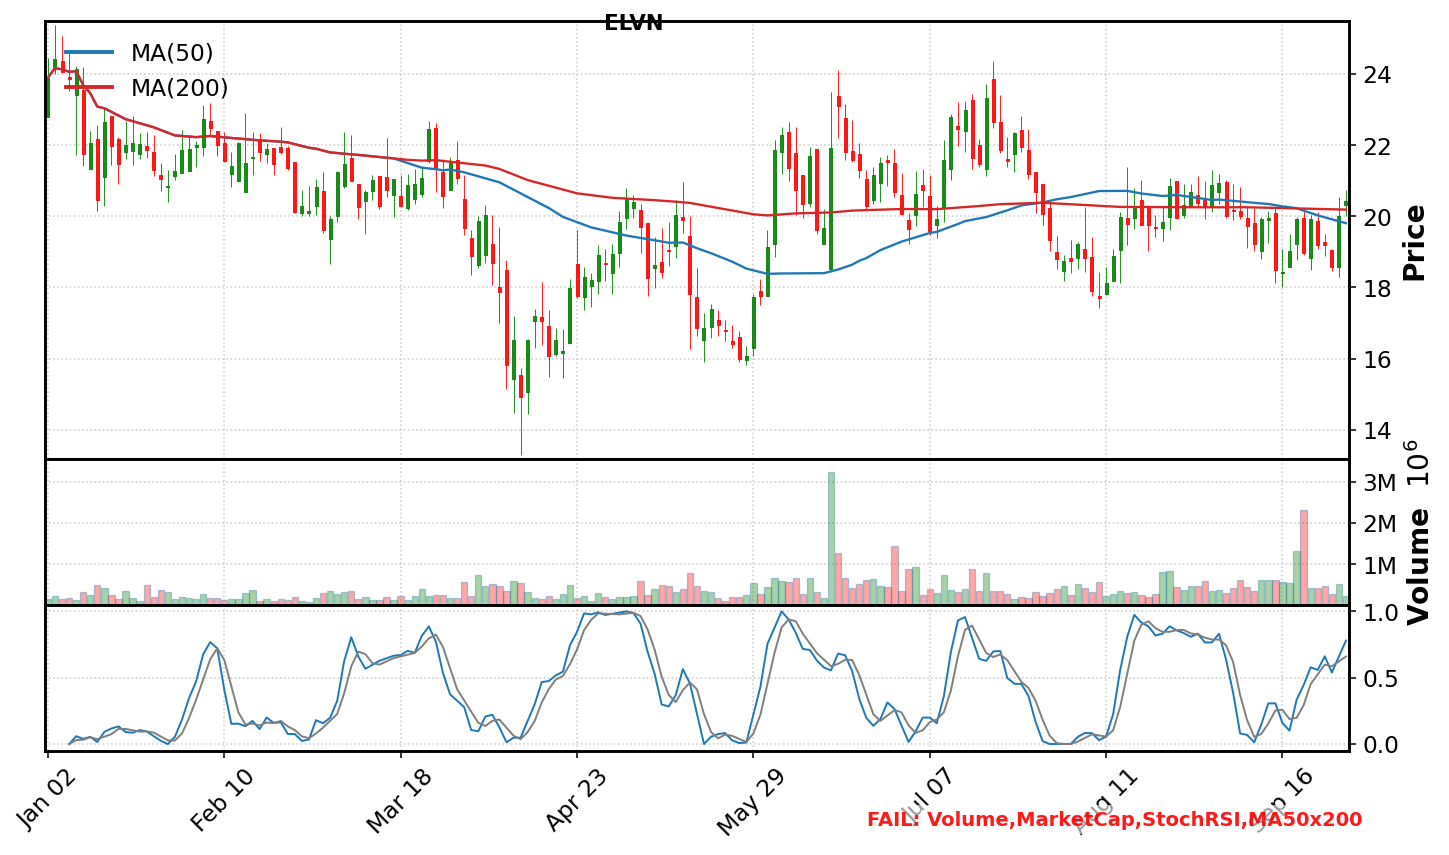 ELVN
MA(50)
MA(200)
24
22
20
18
16
14
Price
3M
2M
1M
Volume 10⁶
1.0
0.5
0.0
Jan 02
Feb 10
Mar 18
Apr 23
May 29
Jul 07
Aug 11
Sep 16
FAIL: Volume,MarketCap,StochRSI,MA50x200